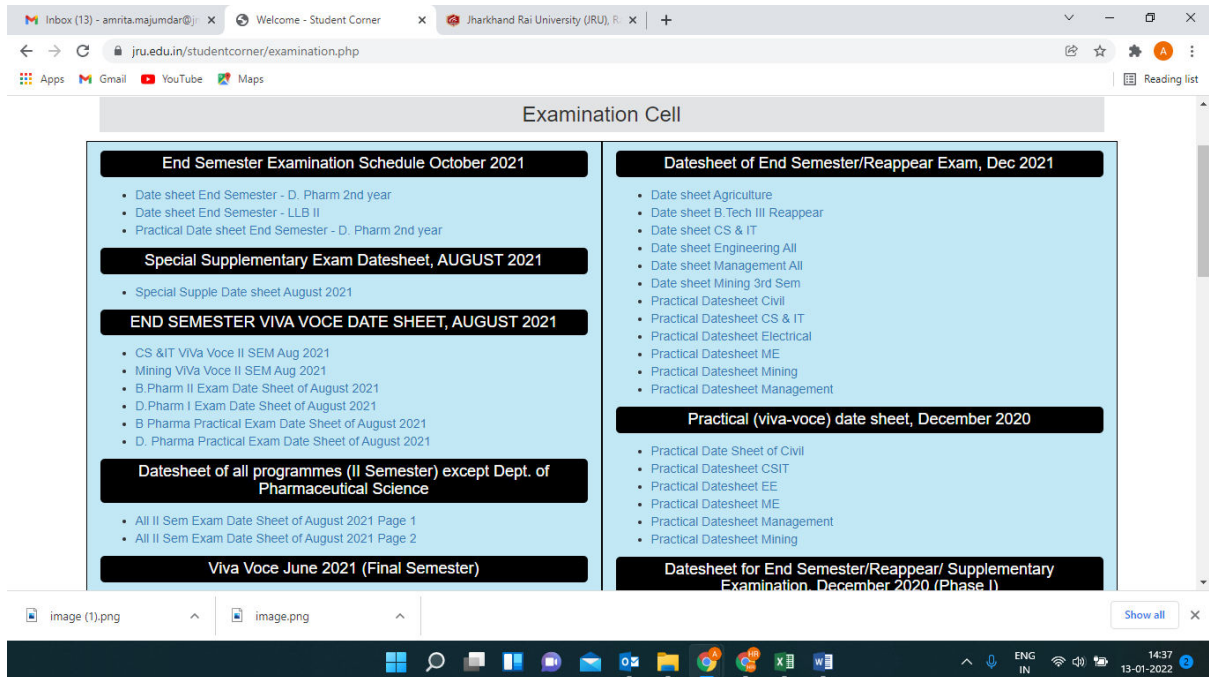 Inbox (13) - amrita.majumdar@jr
Welcome - Student Corner
Jharkhand Rai University (JRU), R
jru.edu.in/studentcorner/examination.php
A
Apps
Gmail
YouTube
Maps
Reading list
Examination Cell
End Semester Examination Schedule October 2021
Date sheet End Semester - D. Pharm 2nd year
Date sheet End Semester - LLB II
Practical Date sheet End Semester - D. Pharm 2nd year
Special Supplementary Exam Datesheet, AUGUST 2021
Special Supple Date sheet August 2021
END SEMESTER VIVA VOCE DATE SHEET, AUGUST 2021
CS &IT ViVa Voce II SEM Aug 2021
Mining ViVa Voce II SEM Aug 2021
B.Pharm II Exam Date Sheet of August 2021
D.Pharm I Exam Date Sheet of August 2021
B Pharma Practical Exam Date Sheet of August 2021
D. Pharma Practical Exam Date Sheet of August 2021
Datesheet of all programmes (II Semester) except Dept. of
Pharmaceutical Science
All II Sem Exam Date Sheet of August 2021 Page 1
All II Sem Exam Date Sheet of August 2021 Page 2
Viva Voce June 2021 (Final Semester)
Datesheet of End Semester/Reappear Exam, Dec 2021
Date sheet Agriculture
Date sheet B.Tech III Reappear
Date sheet CS & IT
Date sheet Engineering All
Date sheet Management All
Date sheet Mining 3rd Sem
Practical Datesheet Civil
Practical Datesheet CS & IT
Practical Datesheet Electrical
Practical Datesheet ME
Practical Datesheet Mining
Practical Datesheet Management
Practical (viva-voce) date sheet, December 2020
Practical Date Sheet of Civil
Practical Datesheet CSIT
Practical Datesheet EE
Practical Datesheet ME
Practical Datesheet Management
Practical Datesheet Mining
Datesheet for End Semester/Reappear/ Supplementary
Examination, December 2020 (Phase I)
image (1).png
image.png
Show all
ENG
IN
14:37
13-01-2022
2